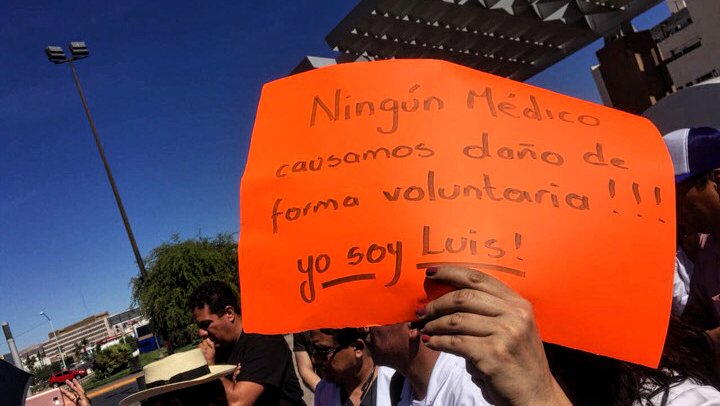 Ningún Médico
causamos daño de
forma voluntaria !!!
yo soy Luis!